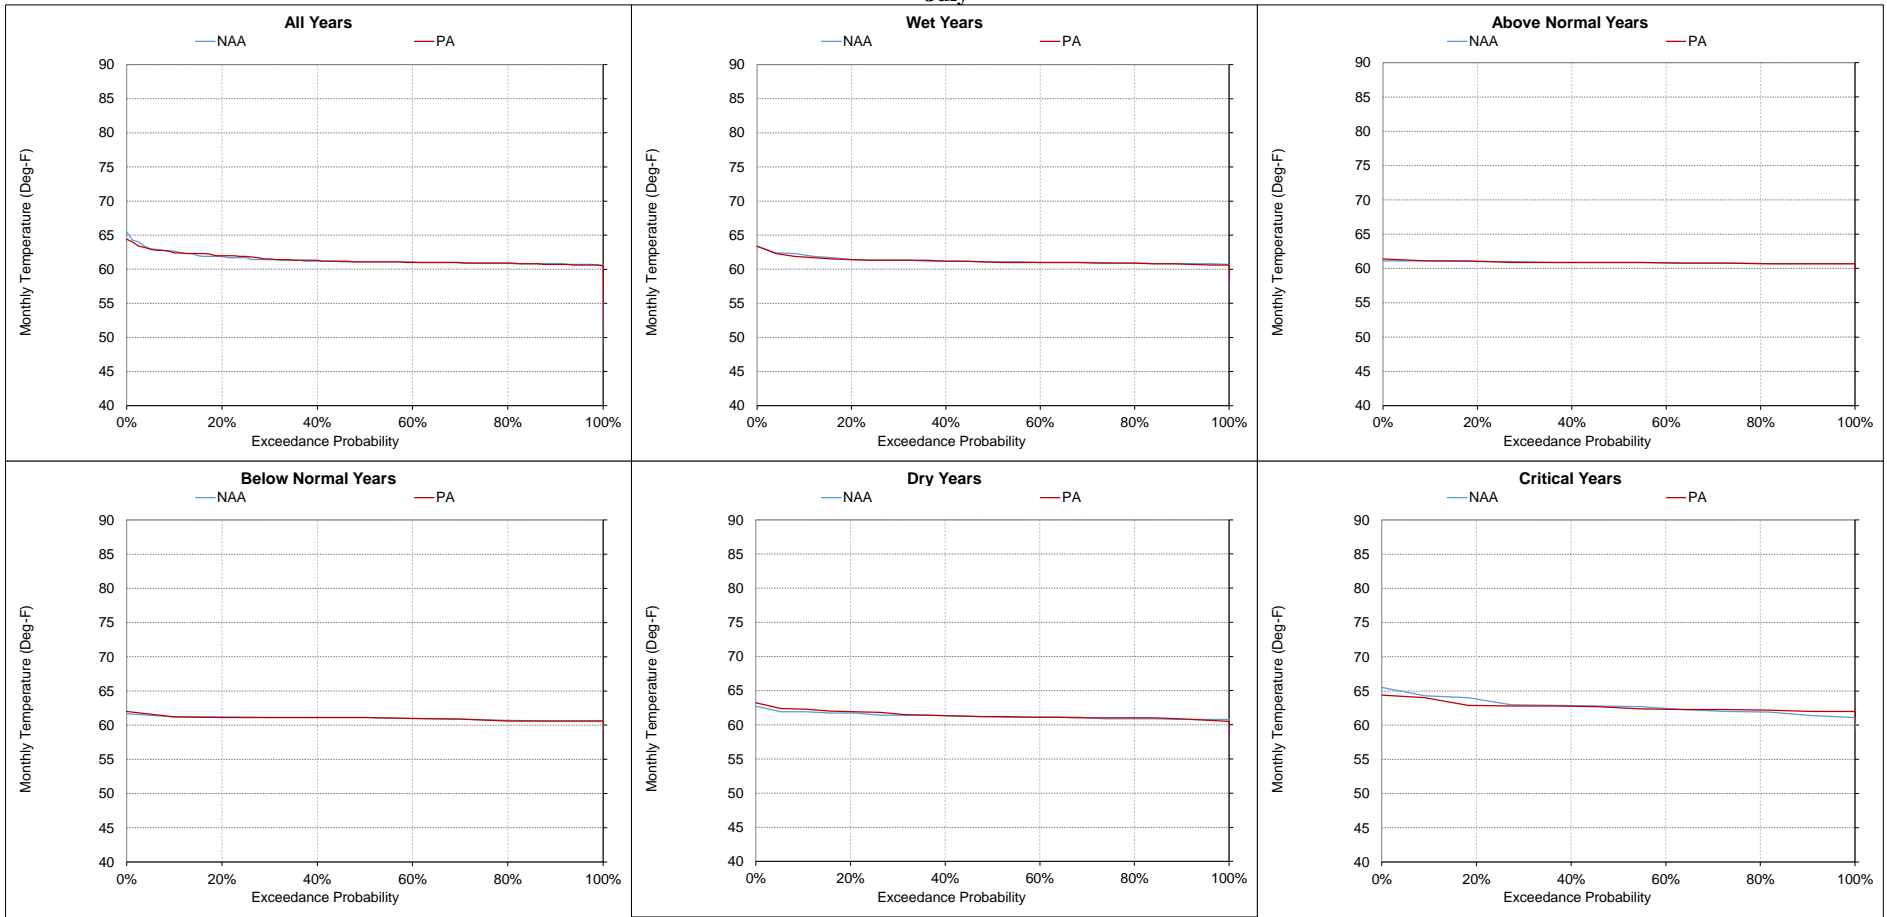 All Years
NAA PA
90
85
80
75
70
65
60
55
50
45
40
Monthly Temperature (Deg-F)
0% 20% 40% 60% 80% 100%
Exceedance Probability
Wet Years
NAA PA
90
85
80
75
70
65
60
55
50
45
40
Monthly Temperature (Deg-F)
0% 20% 40% 60% 80% 100%
Exceedance Probability
Above Normal Years
NAA PA
90
85
80
75
70
65
60
55
50
45
40
Monthly Temperature (Deg-F)
0% 20% 40% 60% 80% 100%
Exceedance Probability
Below Normal Years
NAA PA
90
85
80
75
70
65
60
55
50
45
40
Monthly Temperature (Deg-F)
0% 20% 40% 60% 80% 100%
Exceedance Probability
Dry Years
NAA PA
90
85
80
75
70
65
60
55
50
45
40
Monthly Temperature (Deg-F)
0% 20% 40% 60% 80% 100%
Exceedance Probability
Critical Years
NAA PA
90
85
80
75
70
65
60
55
50
45
40
Monthly Temperature (Deg-F)
0% 20% 40% 60% 80% 100%
Exceedance Probability